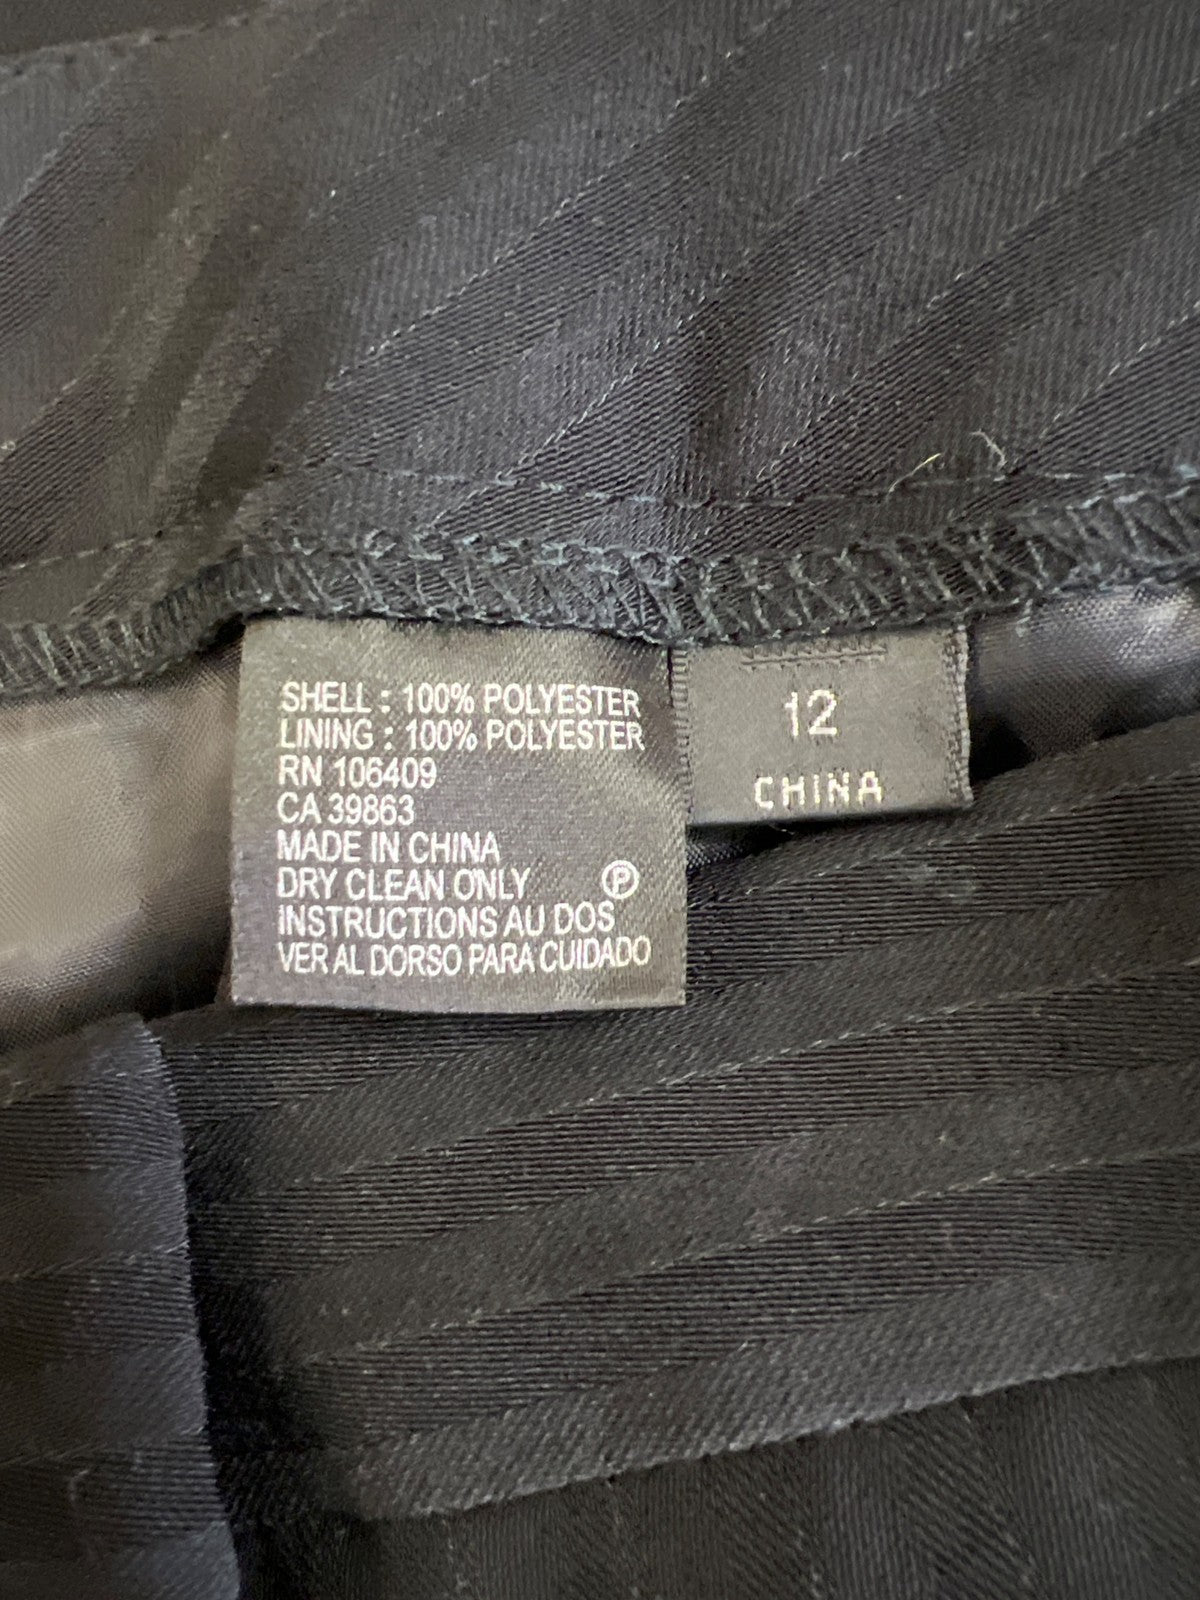 SHELL : 100% POLYESTER
LINING : 100% POLYESTER
RN 106409
CA 39863
MADE IN CHINA
DRY CLEAN ONLY Ⓟ
INSTRUCTIONS AU DOS
VER AL DORSO PARA CUIDADO
12
CHINA